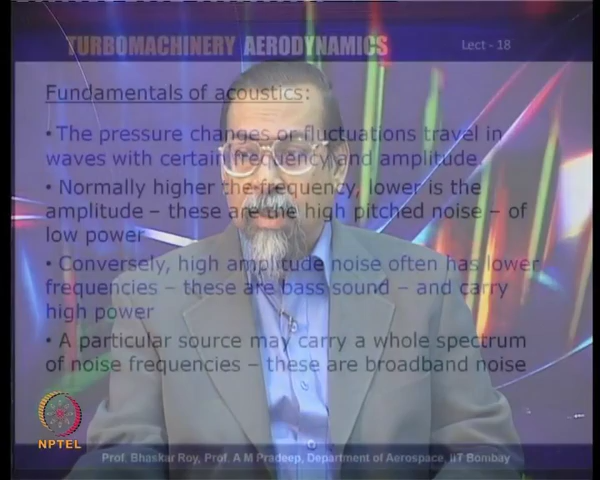 TURBOMACHINERY AERODYNAMICS
Lect - 18
Fundamentals of acoustics:
• The pressure changes or fluctuations travel in
waves with certain frequency and amplitude.
• Normally higher the frequency, lower is the
amplitude – these are the high pitched noise – of
low power
• Conversely, high amplitude noise often has lower
frequencies – these are bass sound – and carry
high power
• A particular source may carry a whole spectrum
of noise frequencies – these are broadband noise
NPTEL
Prof. Bhaskar Roy, Prof. A M Pradeep, Department of Aerospace, IIT Bombay